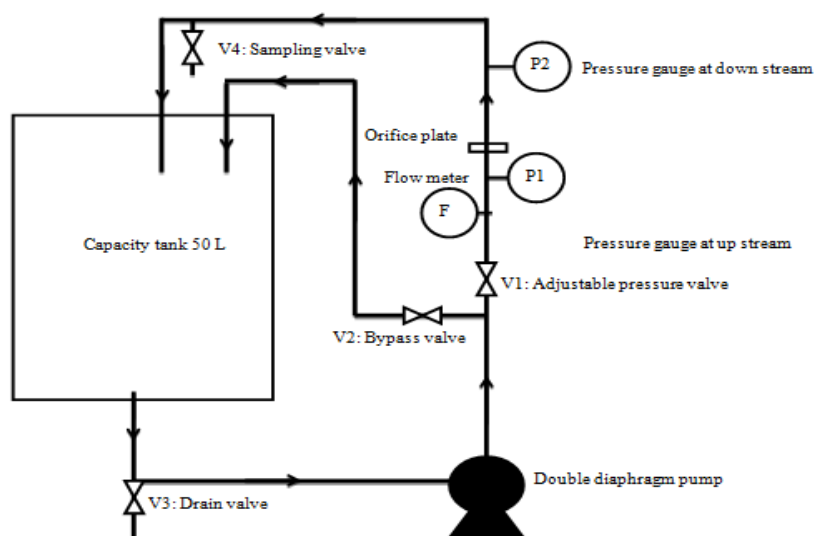 V4: Sampling valve
P2
Pressure gauge at down stream
Orifice plate
Flow meter
P1
F
Capacity tank 50 L
Pressure gauge at up stream
V1: Adjustable pressure valve
V2: Bypass valve
Double diaphragm pump
V3: Drain valve